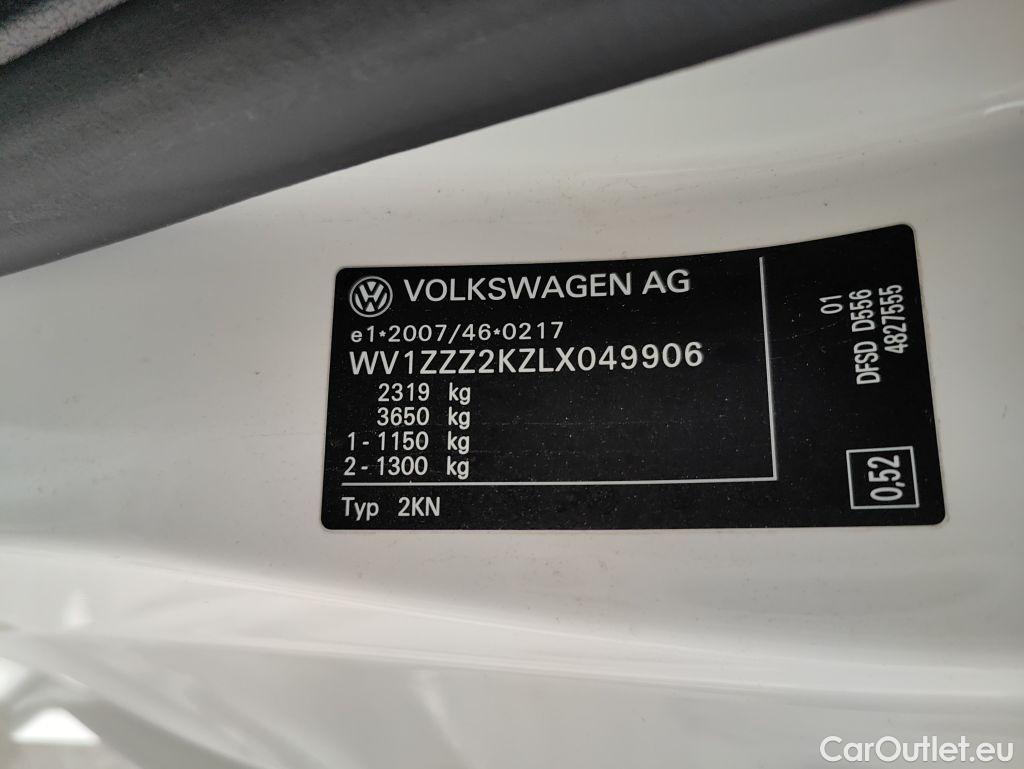 VOLKSWAGEN AG
e1*2007/46*0217
WV1ZZZ2KZLX049906
2319 kg
3650 kg
1 - 1150 kg
2 - 1300 kg
Typ 2KN
01
DFSD D556
4827555
0,52
CarOutlet.eu